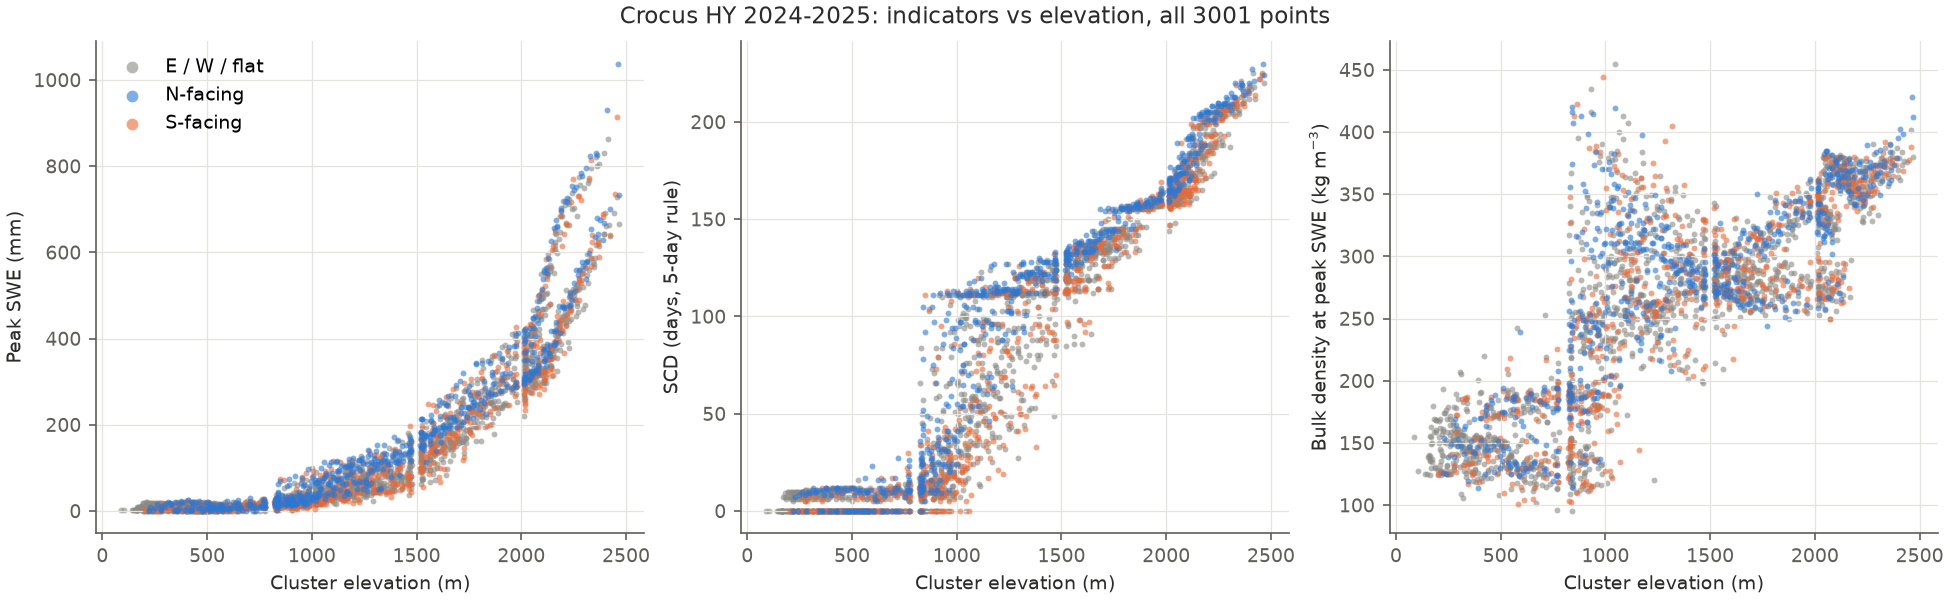 Crocus HY 2024-2025: indicators vs elevation, all 3001 points
E / W / flat
N-facing
S-facing
Peak SWE (mm)
1000
800
600
400
200
0
0 500 1000 1500 2000 2500
Cluster elevation (m)
SCD (days, 5-day rule)
200
150
100
50
0
0 500 1000 1500 2000 2500
Cluster elevation (m)
Bulk density at peak SWE (kg m⁻³)
450
400
350
300
250
200
150
100
0 500 1000 1500 2000 2500
Cluster elevation (m)